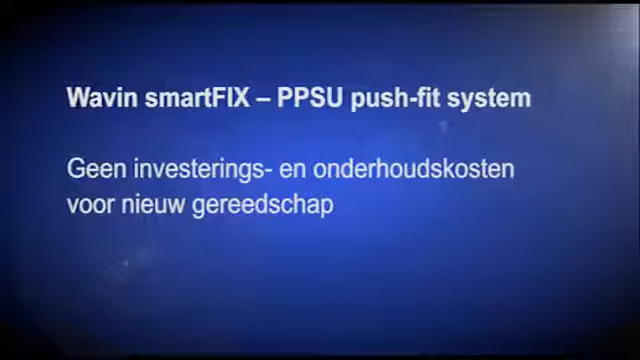 Wavin smartFIX – PPSU push-fit system
Geen investerings- en onderhoudskosten
voor nieuw gereedschap